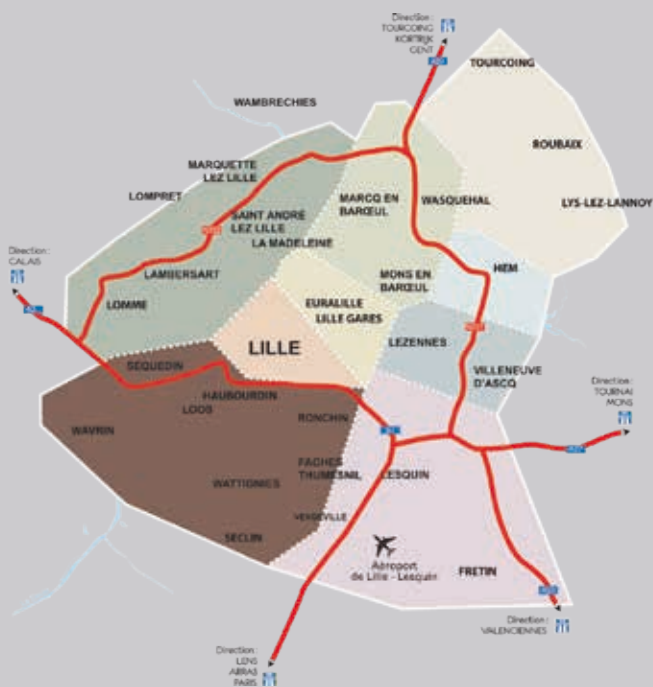 Direction :
TOURCOING
KORTRIJK
GENT
TOURCOING
WAMBRECHIES
ROUBAIX
MARQUETTE
LEZ LILLE
LOMPRET
MARCQ EN
BARŒUL
WASQUEHAL
LYS-LEZ-LANNOY
SAINT ANDRE
LEZ LILLE
LA MADELEINE
Direction :
CALAIS
LAMBERSART
MONS EN
BARŒUL
HEM
LOMME
EURALILLE
LILLE GARES
LILLE
LEZENNES
SEQUEDIN
VILLENEUVE
D'ASCQ
HAUBOURDIN
LOOS
Direction :
TOURNAI
MONS
RONCHIN
WAVRIN
FACHES
THUMESNIL
LESQUIN
WATTIGNIES
VENDEVILLE
SECLIN
Aéroport
de Lille - Lesquin
FRETIN
Direction :
VALENCIENNES
Direction :
LENS
ARRAS
PARIS